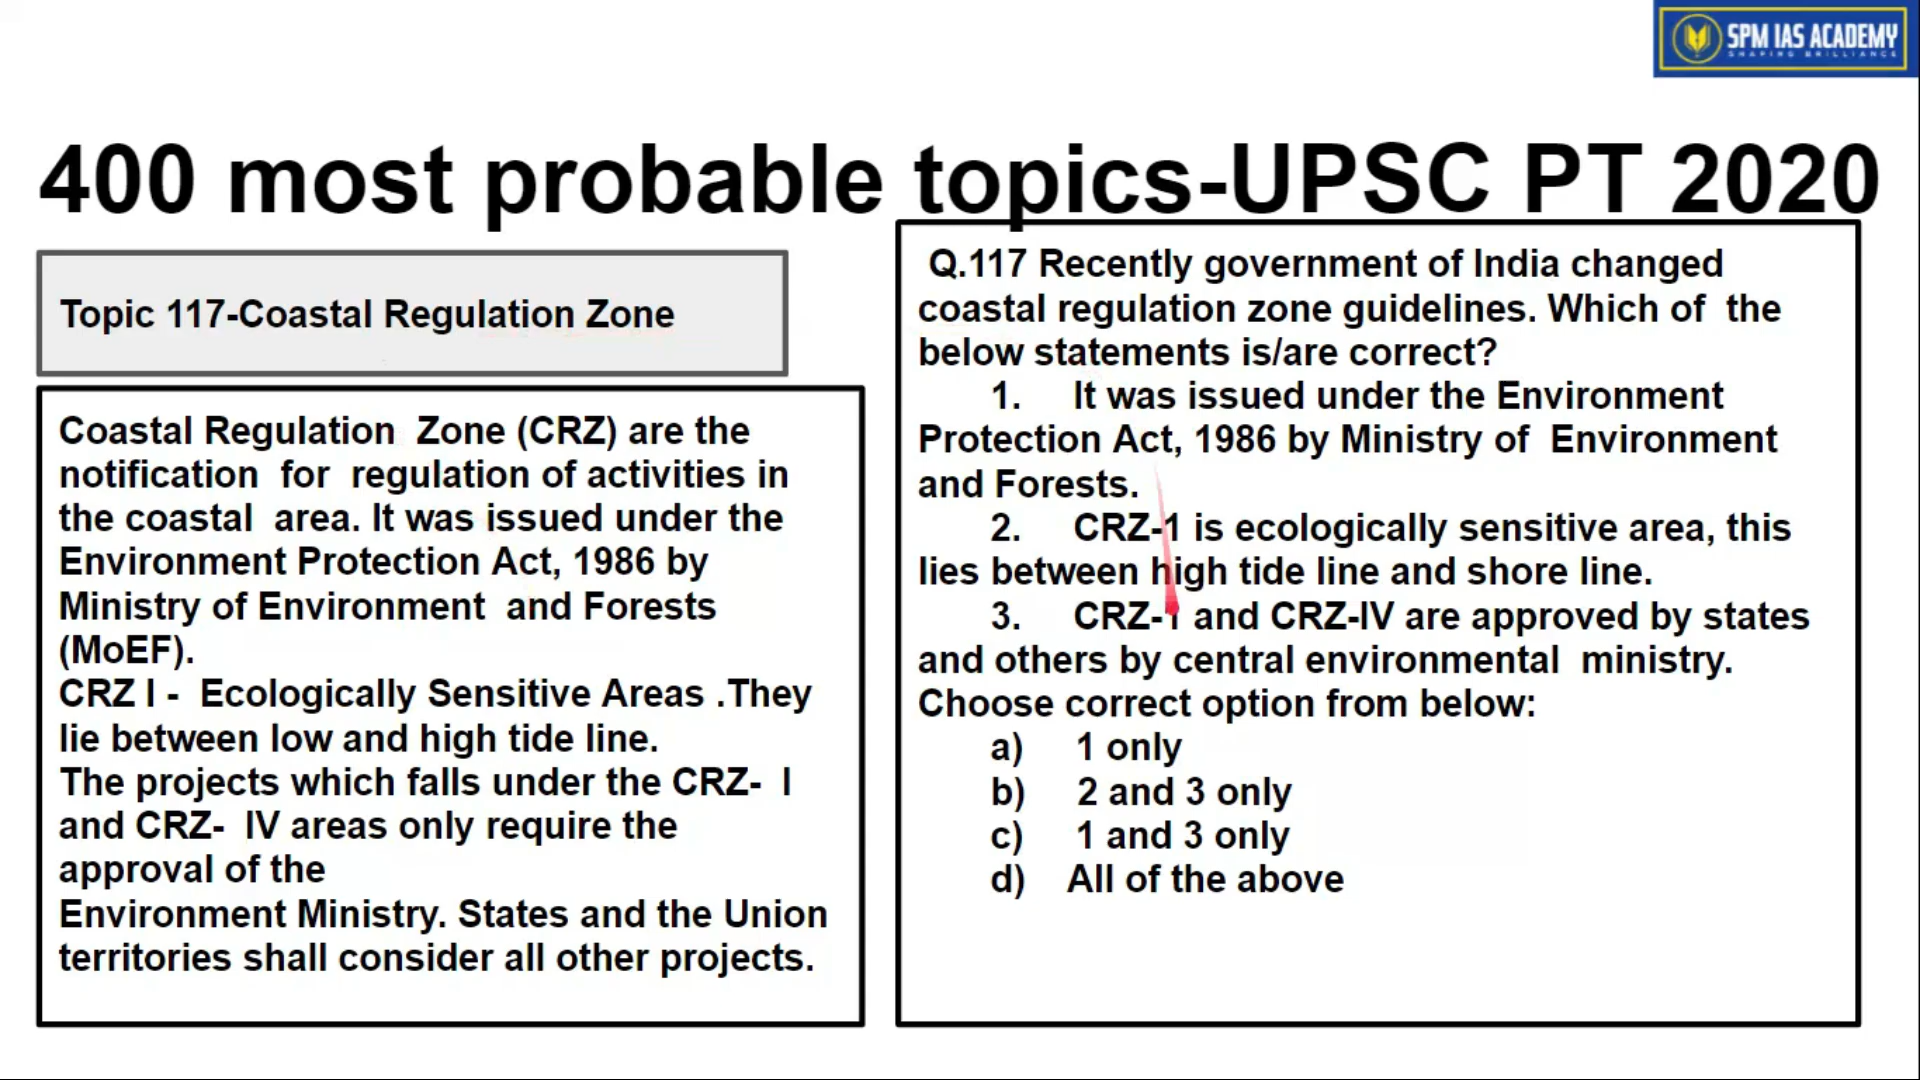 SPM IAS ACADEMY
SHAPING BRILLIANCE
400 most probable topics-UPSC PT 2020
Topic 117-Coastal Regulation Zone
Coastal Regulation Zone (CRZ) are the
notification for regulation of activities in
the coastal area. It was issued under the
Environment Protection Act, 1986 by
Ministry of Environment and Forests
(MoEF).
CRZ I - Ecologically Sensitive Areas .They
lie between low and high tide line.
The projects which falls under the CRZ- I
and CRZ- IV areas only require the
approval of the
Environment Ministry. States and the Union
territories shall consider all other projects.
Q.117 Recently government of India changed
coastal regulation zone guidelines. Which of the
below statements is/are correct?
1. It was issued under the Environment
Protection Act, 1986 by Ministry of Environment
and Forests.
2. CRZ-1 is ecologically sensitive area, this
lies between high tide line and shore line.
3. CRZ-1 and CRZ-IV are approved by states
and others by central environmental ministry.
Choose correct option from below:
a) 1 only
b) 2 and 3 only
c) 1 and 3 only
d) All of the above